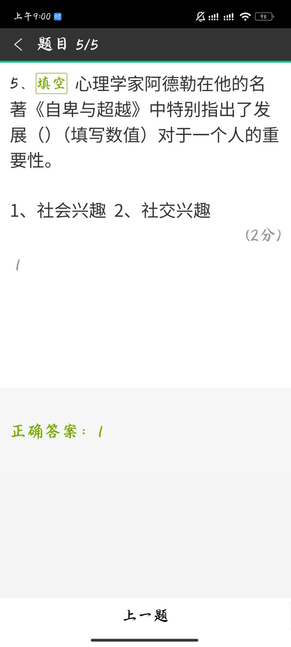 上午9:00
93
题目 5/5
5、填空 心理学家阿德勒在他的名
著《自卑与超越》中特别指出了发
展（）（填写数值）对于一个人的重
要性。
1、社会兴趣 2、社交兴趣
(2分)
1
正确答案：1
上一题